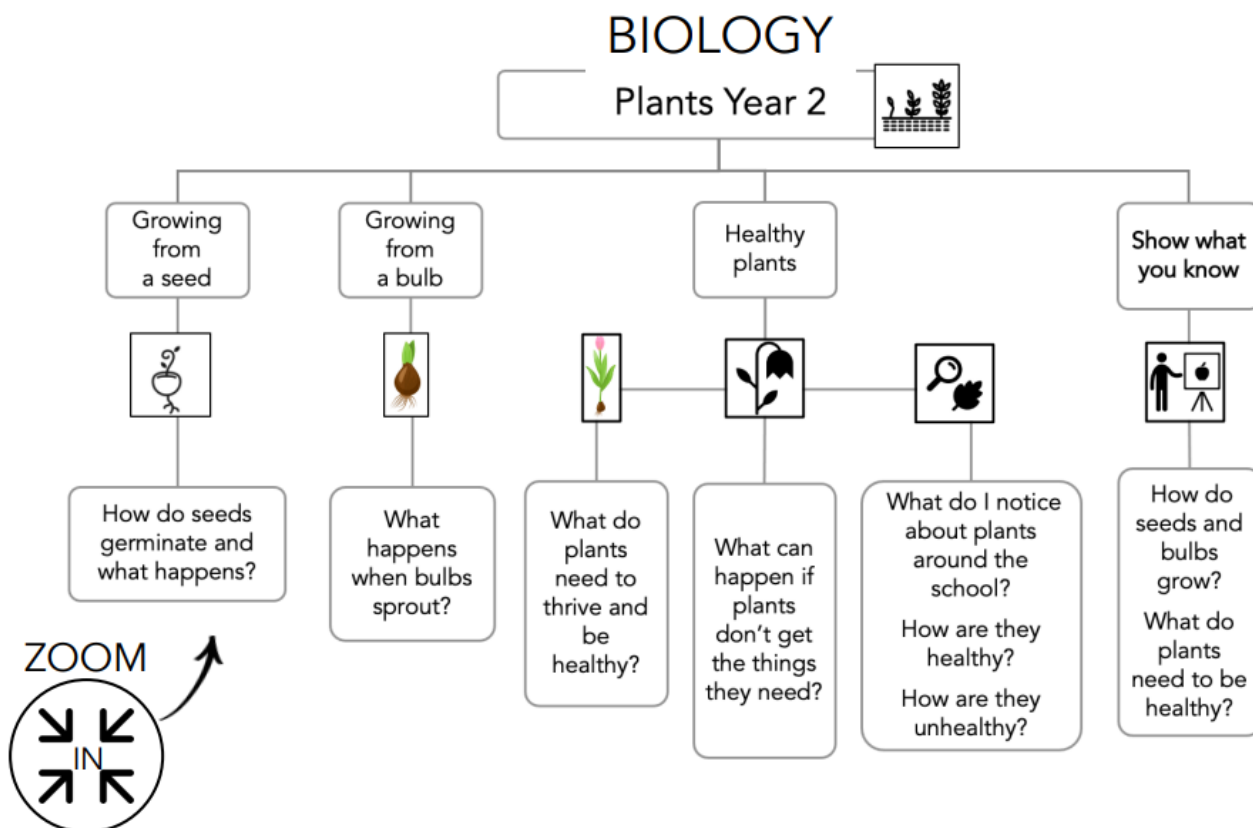 BIOLOGY
Plants Year 2
Growing
from
a seed
Growing
from
a bulb
Healthy
plants
Show what
you know
How do seeds
germinate and
what happens?
What
happens
when bulbs
sprout?
What do
plants
need to
thrive and
be
healthy?
What can
happen if
plants
don't get
the things
they need?
What do I notice
about plants
around the
school?
How are they
healthy?
How are they
unhealthy?
How do
seeds and
bulbs
grow?
What do
plants
need to be
healthy?
ZOOM
IN